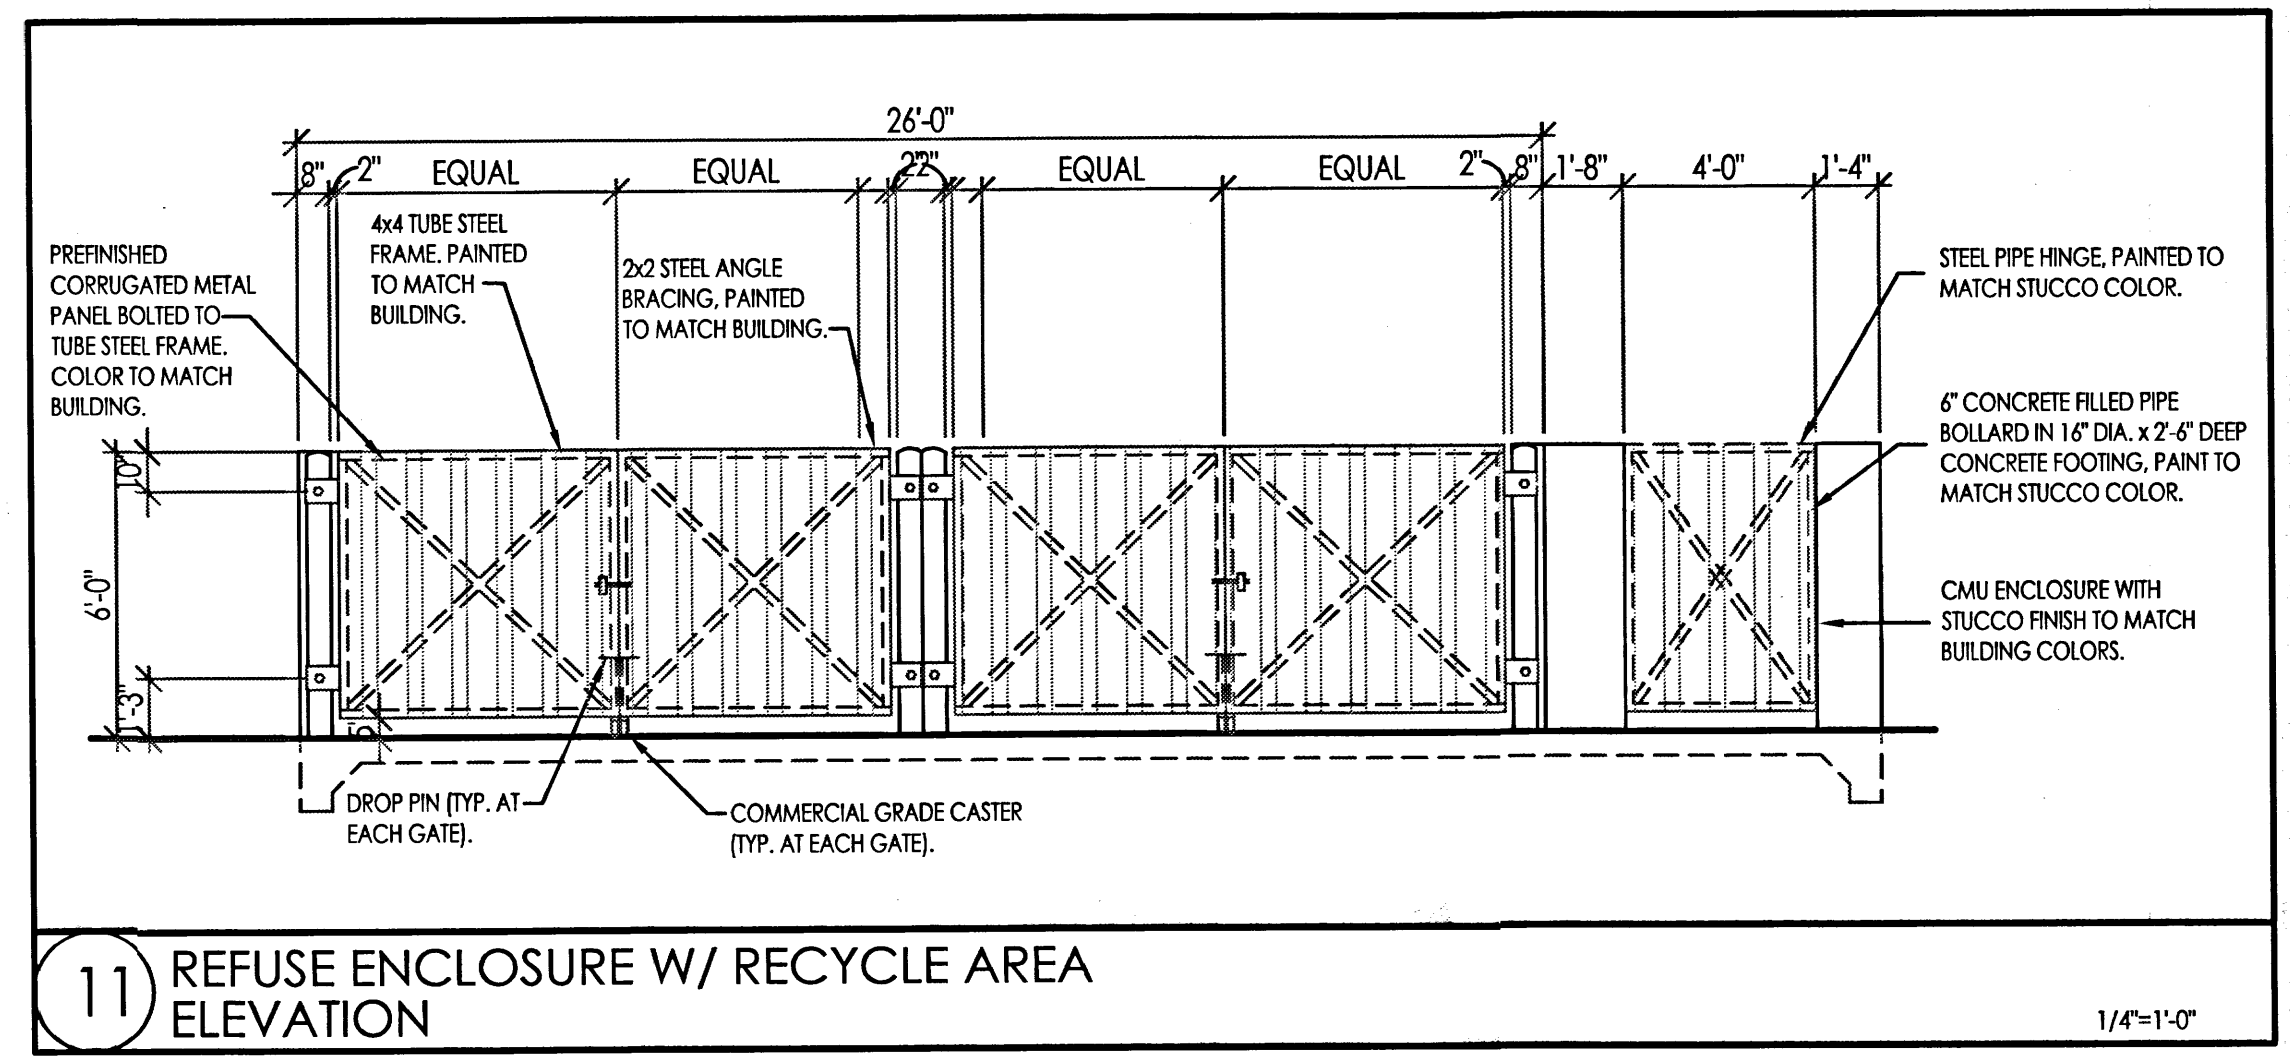 26'-0"
8" 2" EQUAL EQUAL 2" 2" EQUAL EQUAL 2" 8" 1'-8" 4'-0" 1'-4"
PREFINISHED
CORRUGATED METAL
PANEL BOLTED TO
TUBE STEEL FRAME.
COLOR TO MATCH
BUILDING.
4x4 TUBE STEEL
FRAME. PAINTED
TO MATCH
BUILDING.
2x2 STEEL ANGLE
BRACING, PAINTED
TO MATCH BUILDING.
STEEL PIPE HINGE, PAINTED TO
MATCH STUCCO COLOR.
6" CONCRETE FILLED PIPE
BOLLARD IN 16" DIA. x 2'-6" DEEP
CONCRETE FOOTING, PAINT TO
MATCH STUCCO COLOR.
CMU ENCLOSURE WITH
STUCCO FINISH TO MATCH
BUILDING COLORS.
10"
6'-0"
1'-3"
5"
DROP PIN (TYP. AT
EACH GATE).
COMMERCIAL GRADE CASTER
(TYP. AT EACH GATE).
11
REFUSE ENCLOSURE W/ RECYCLE AREA
ELEVATION
1/4"=1'-0"